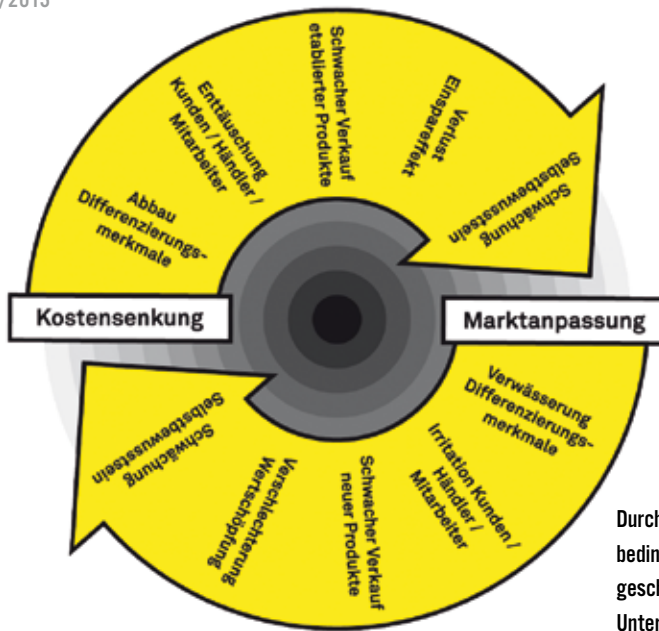 /2015
Kostensenkung
Abbau
Differenzierungs-
merkmale
Enttäuschung
Kunden / Händler /
Mitarbeiter
Schwacher Verkauf
etablierter Produkte
Verlust
Einspareffekt
Schwächung
Selbstbewusstsein
Marktanpassung
Verwässerung
Differenzierungs-
merkmale
Irritation Kunden /
Händler /
Mitarbeiter
Schwacher Verkauf
neuer Produkte
Verschlechterung
Wertschöpfung
Schwächung
Selbstbewusstsein
Durch
bedin
gesch
Unter